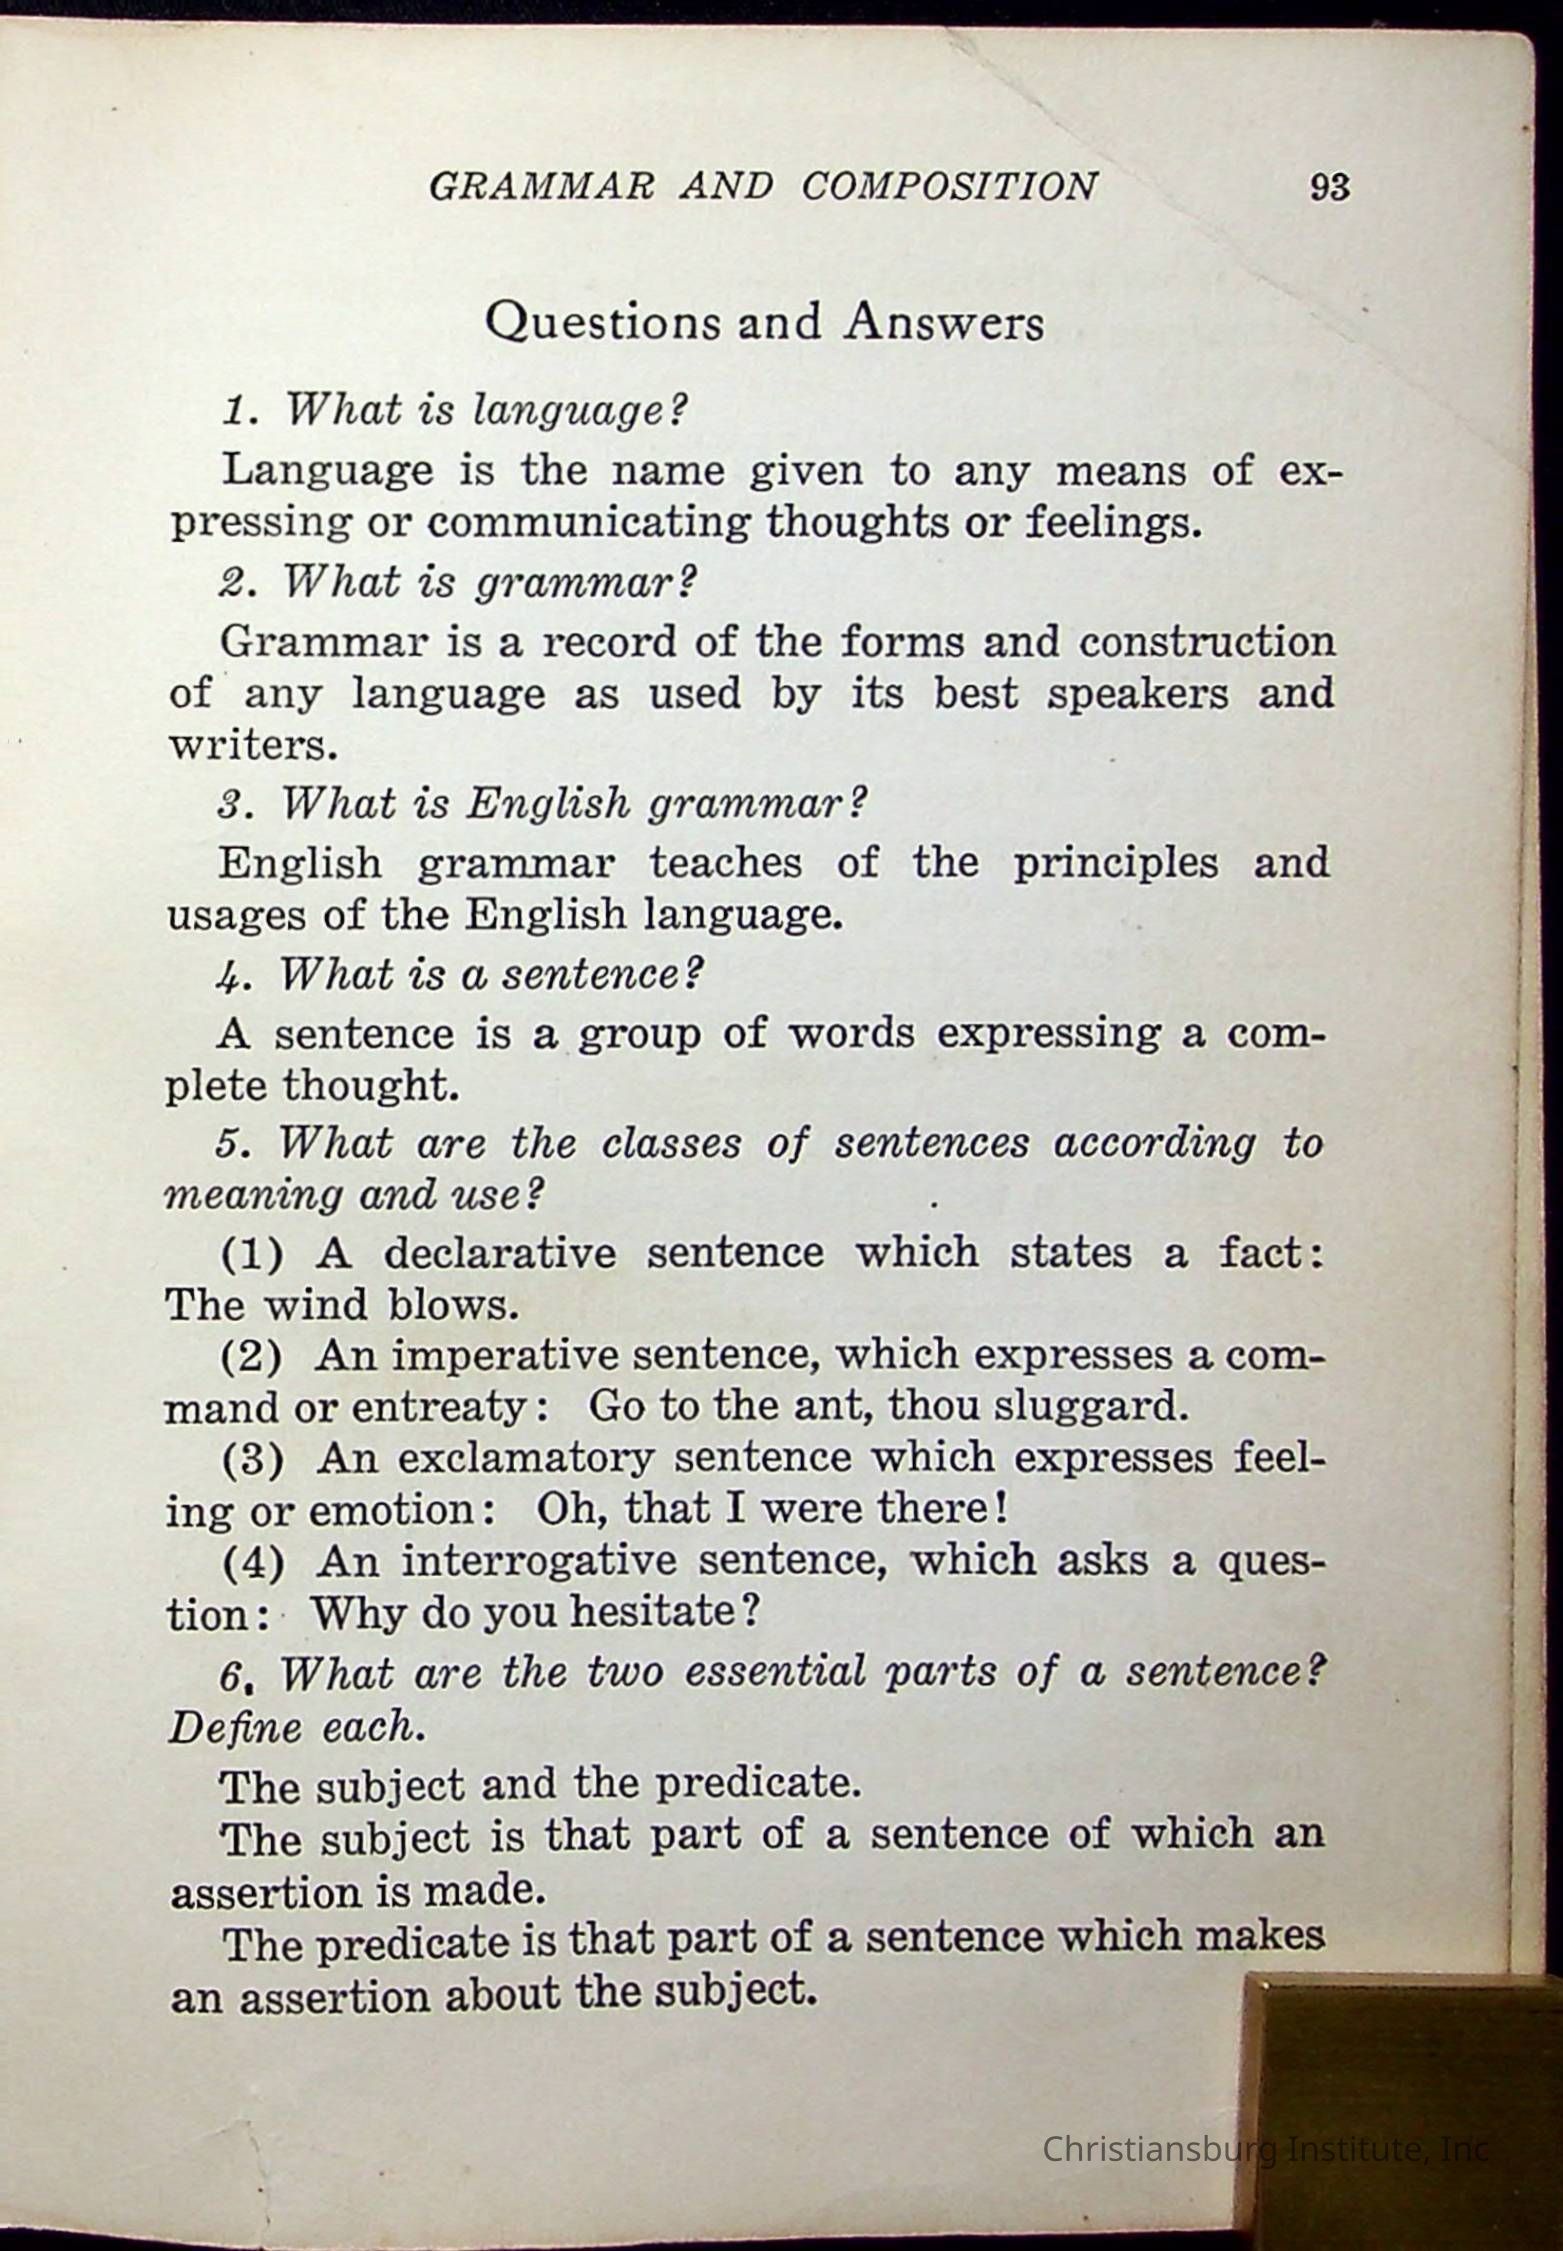 GRAMMAR AND COMPOSITION 93
Questions and Answers
1. What is language?
Language is the name given to any means of ex-
pressing or communicating thoughts or feelings.
2. What is grammar?
Grammar is a record of the forms and construction
of any language as used by its best speakers and
writers.
3. What is English grammar?
English grammar teaches of the principles and
usages of the English language.
4. What is a sentence?
A sentence is a group of words expressing a com-
plete thought.
5. What are the classes of sentences according to
meaning and use?
(1) A declarative sentence which states a fact:
The wind blows.
(2) An imperative sentence, which expresses a com-
mand or entreaty: Go to the ant, thou sluggard.
(3) An exclamatory sentence which expresses feel-
ing or emotion: Oh, that I were there!
(4) An interrogative sentence, which asks a ques-
tion: Why do you hesitate?
6. What are the two essential parts of a sentence?
Define each.
The subject and the predicate.
The subject is that part of a sentence of which an
assertion is made.
The predicate is that part of a sentence which makes
an assertion about the subject.
Christiansburg Institute, Inc